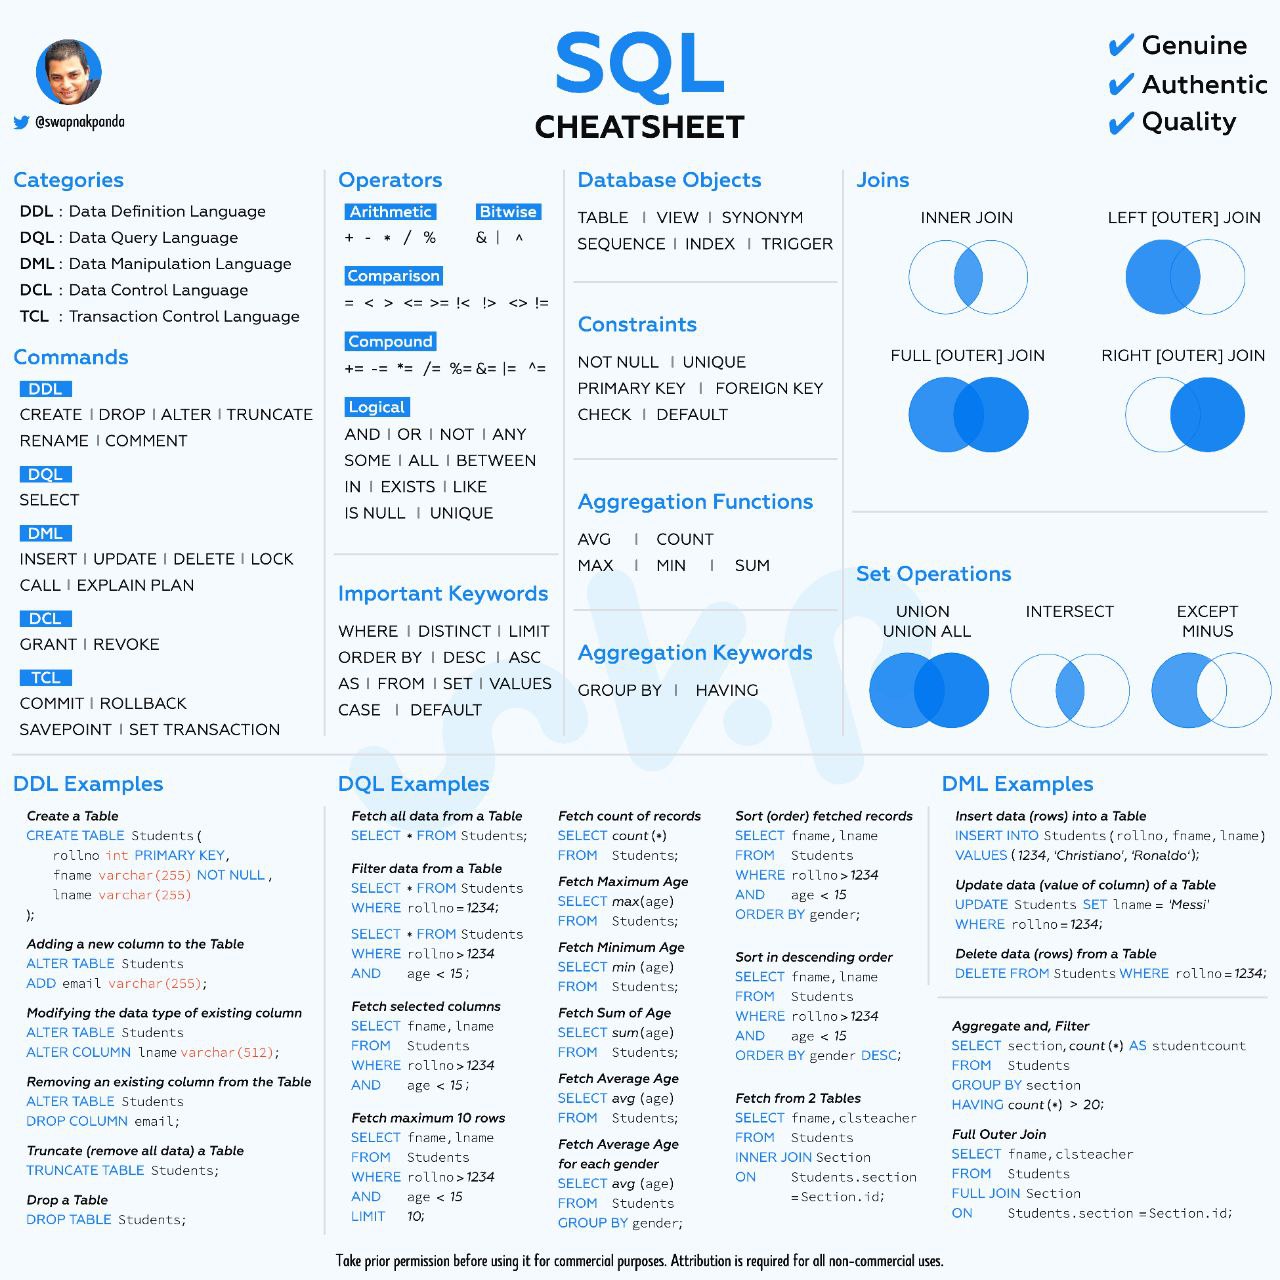 SQL
CHEATSHEET
@swapnakpanda
✔ Genuine
✔ Authentic
✔ Quality
Categories
DDL : Data Definition Language
DQL : Data Query Language
DML : Data Manipulation Language
DCL : Data Control Language
TCL : Transaction Control Language
Commands
DDL
CREATE | DROP | ALTER | TRUNCATE
RENAME | COMMENT
DQL
SELECT
DML
INSERT | UPDATE | DELETE | LOCK
CALL | EXPLAIN PLAN
DCL
GRANT | REVOKE
TCL
COMMIT | ROLLBACK
SAVEPOINT | SET TRANSACTION
Operators
Arithmetic Bitwise
+ - * / % & | ^
Comparison
= < > <= >= !< !> <> !=
Compound
+= -= *= /= %= &= |= ^=
Logical
AND | OR | NOT | ANY
SOME | ALL | BETWEEN
IN | EXISTS | LIKE
IS NULL | UNIQUE
Important Keywords
WHERE | DISTINCT | LIMIT
ORDER BY | DESC | ASC
AS | FROM | SET | VALUES
CASE | DEFAULT
Database Objects
TABLE | VIEW | SYNONYM
SEQUENCE | INDEX | TRIGGER
Constraints
NOT NULL | UNIQUE
PRIMARY KEY | FOREIGN KEY
CHECK | DEFAULT
Aggregation Functions
AVG | COUNT
MAX | MIN | SUM
Aggregation Keywords
GROUP BY | HAVING
Joins
INNER JOIN LEFT [OUTER] JOIN
FULL [OUTER] JOIN RIGHT [OUTER] JOIN
Set Operations
UNION INTERSECT EXCEPT
UNION ALL MINUS
svp
DDL Examples
Create a Table
CREATE TABLE Students (
rollno int PRIMARY KEY,
fname varchar(255) NOT NULL,
lname varchar(255)
);
Adding a new column to the Table
ALTER TABLE Students
ADD email varchar(255);
Modifying the data type of existing column
ALTER TABLE Students
ALTER COLUMN lname varchar(512);
Removing an existing column from the Table
ALTER TABLE Students
DROP COLUMN email;
Truncate (remove all data) a Table
TRUNCATE TABLE Students;
Drop a Table
DROP TABLE Students;
DQL Examples
Fetch all data from a Table
SELECT * FROM Students;
Filter data from a Table
SELECT * FROM Students
WHERE rollno = 1234;
SELECT * FROM Students
WHERE rollno > 1234
AND age < 15;
Fetch selected columns
SELECT fname, lname
FROM Students
WHERE rollno > 1234
AND age < 15;
Fetch maximum 10 rows
SELECT fname, lname
FROM Students
WHERE rollno > 1234
AND age < 15
LIMIT 10;
Fetch count of records
SELECT count (*)
FROM Students;
Fetch Maximum Age
SELECT max(age)
FROM Students;
Fetch Minimum Age
SELECT min (age)
FROM Students;
Fetch Sum of Age
SELECT sum(age)
FROM Students;
Fetch Average Age
SELECT avg (age)
FROM Students;
Fetch Average Age
for each gender
SELECT avg (age)
FROM Students
GROUP BY gender;
Sort (order) fetched records
SELECT fname, lname
FROM Students
WHERE rollno > 1234
AND age < 15
ORDER BY gender;
Sort in descending order
SELECT fname, lname
FROM Students
WHERE rollno > 1234
AND age < 15
ORDER BY gender DESC;
Fetch from 2 Tables
SELECT fname, clsteacher
FROM Students
INNER JOIN Section
ON Students.section
= Section.id;
DML Examples
Insert data (rows) into a Table
INSERT INTO Students (rollno, fname, lname)
VALUES (1234, 'Christiano', 'Ronaldo');
Update data (value of column) of a Table
UPDATE Students SET lname = 'Messi'
WHERE rollno = 1234;
Delete data (rows) from a Table
DELETE FROM Students WHERE rollno = 1234;
Aggregate and, Filter
SELECT section, count (*) AS studentcount
FROM Students
GROUP BY section
HAVING count (*) > 20;
Full Outer Join
SELECT fname, clsteacher
FROM Students
FULL JOIN Section
ON Students.section = Section.id;
Take prior permission before using it for commercial purposes. Attribution is required for all non-commercial uses.